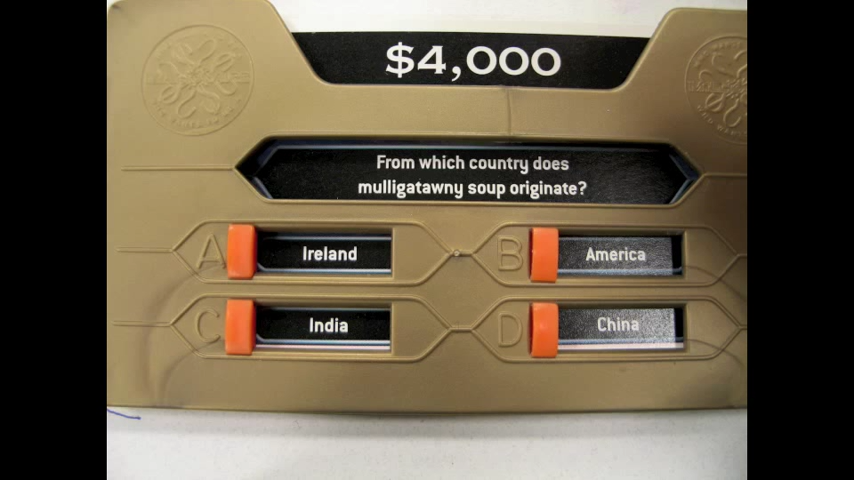 $4,000
From which country does
mulligatawny soup originate?
A Ireland
B America
C India
D China